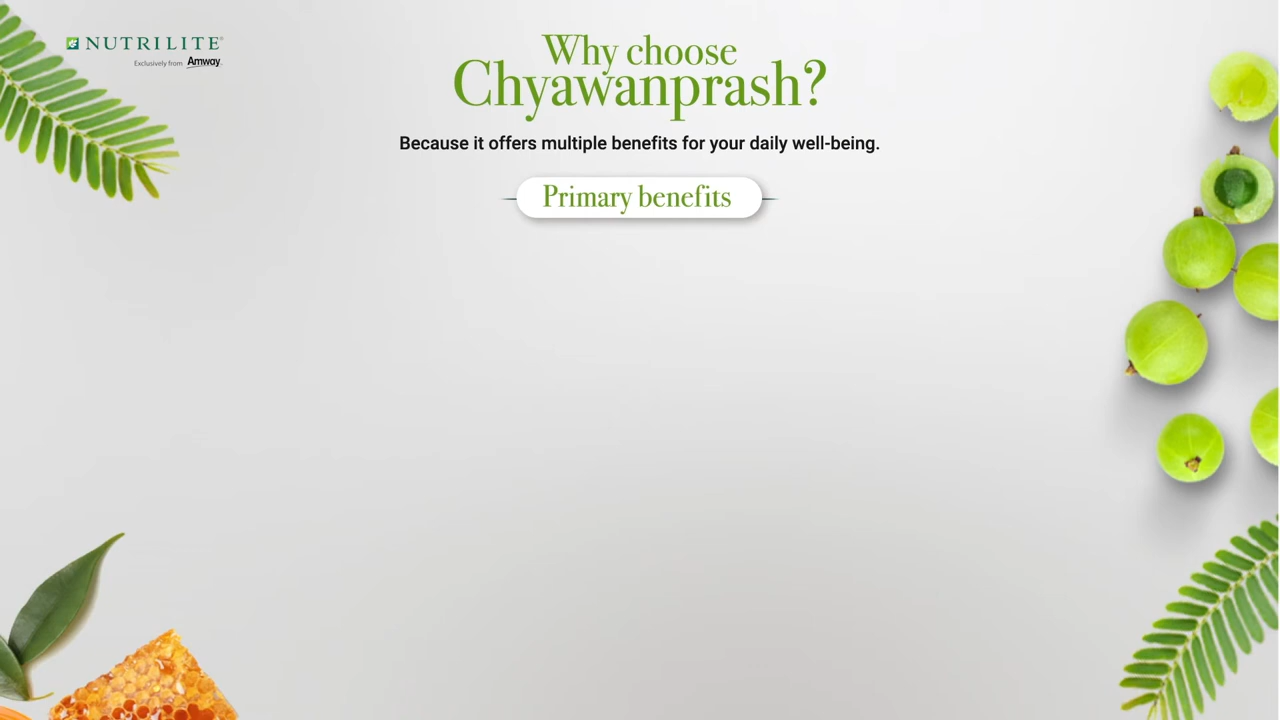 NUTRILITE®
Exclusively from Amway
Why choose
Chyawanprash?
Because it offers multiple benefits for your daily well-being.
Primary benefits